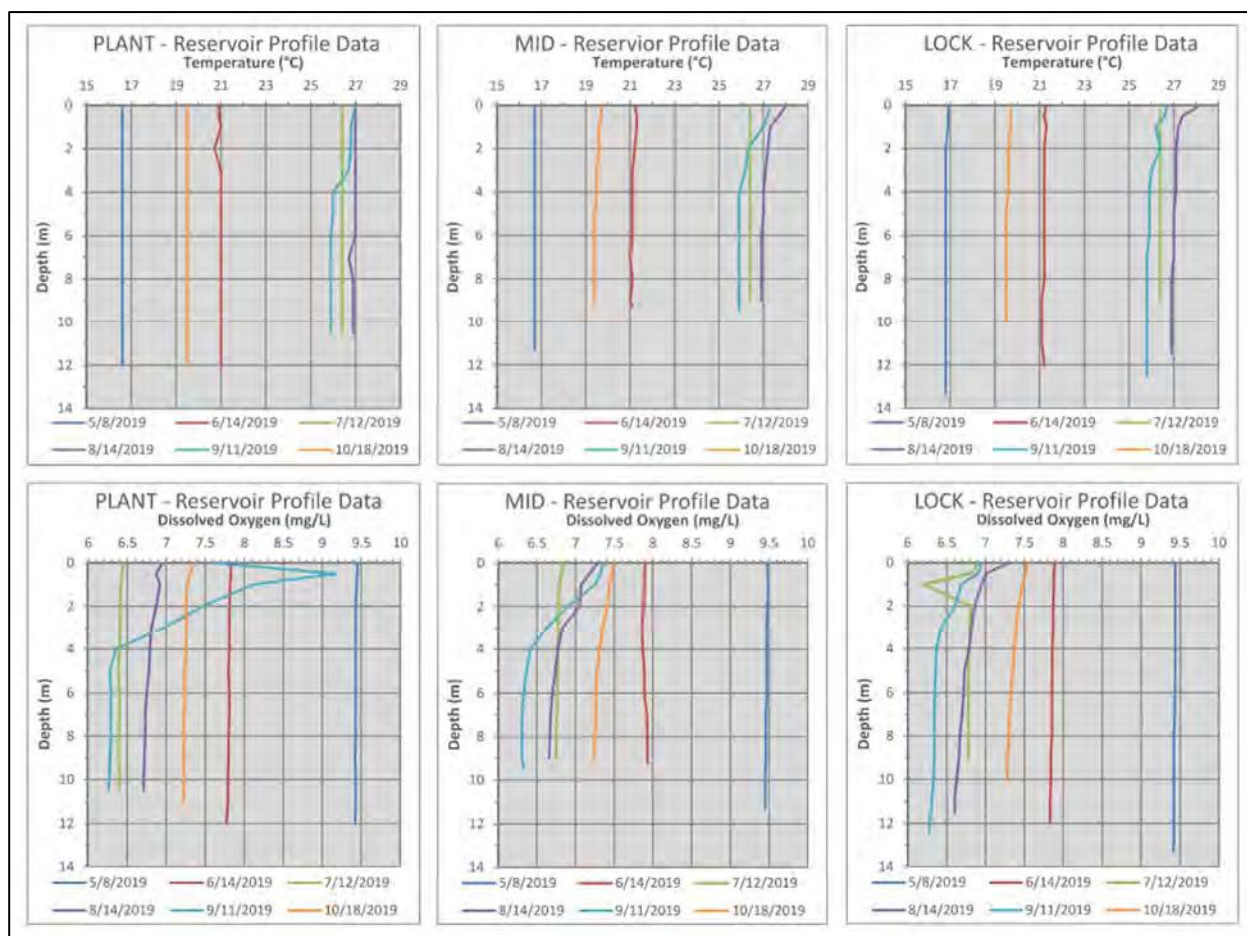 PLANT - Reservoir Profile Data
Temperature (°C)
15 17 19 21 23 25 27 29
0
2
4
6
8
10
12
14
Depth (m)
5/8/2019 6/14/2019 7/12/2019
8/14/2019 9/11/2019 10/18/2019
MID - Reservior Profile Data
Temperature (°C)
15 17 19 21 23 25 27 29
0
2
4
6
8
10
12
14
Depth (m)
5/8/2019 6/14/2019 7/12/2019
8/14/2019 9/11/2019 10/18/2019
LOCK - Reservoir Profile Data
Temperature (°C)
15 17 19 21 23 25 27 29
0
2
4
6
8
10
12
14
Depth (m)
5/8/2019 6/14/2019 7/12/2019
8/14/2019 9/11/2019 10/18/2019
PLANT - Reservoir Profile Data
Dissolved Oxygen (mg/L)
6 6.5 7 7.5 8 8.5 9 9.5 10
0
2
4
6
8
10
12
14
Depth (m)
5/8/2019 6/14/2019 7/12/2019
8/14/2019 9/11/2019 10/18/2019
MID - Reservoir Profile Data
Dissolved Oxygen (mg/L)
6 6.5 7 7.5 8 8.5 9 9.5 10
0
2
4
6
8
10
12
14
Depth (m)
5/8/2019 6/14/2019 7/12/2019
8/14/2019 9/11/2019 10/18/2019
LOCK - Reservoir Profile Data
Dissolved Oxygen (mg/L)
6 6.5 7 7.5 8 8.5 9 9.5 10
0
2
4
6
8
10
12
14
Depth (m)
5/8/2019 6/14/2019 7/12/2019
8/14/2019 9/11/2019 10/18/2019